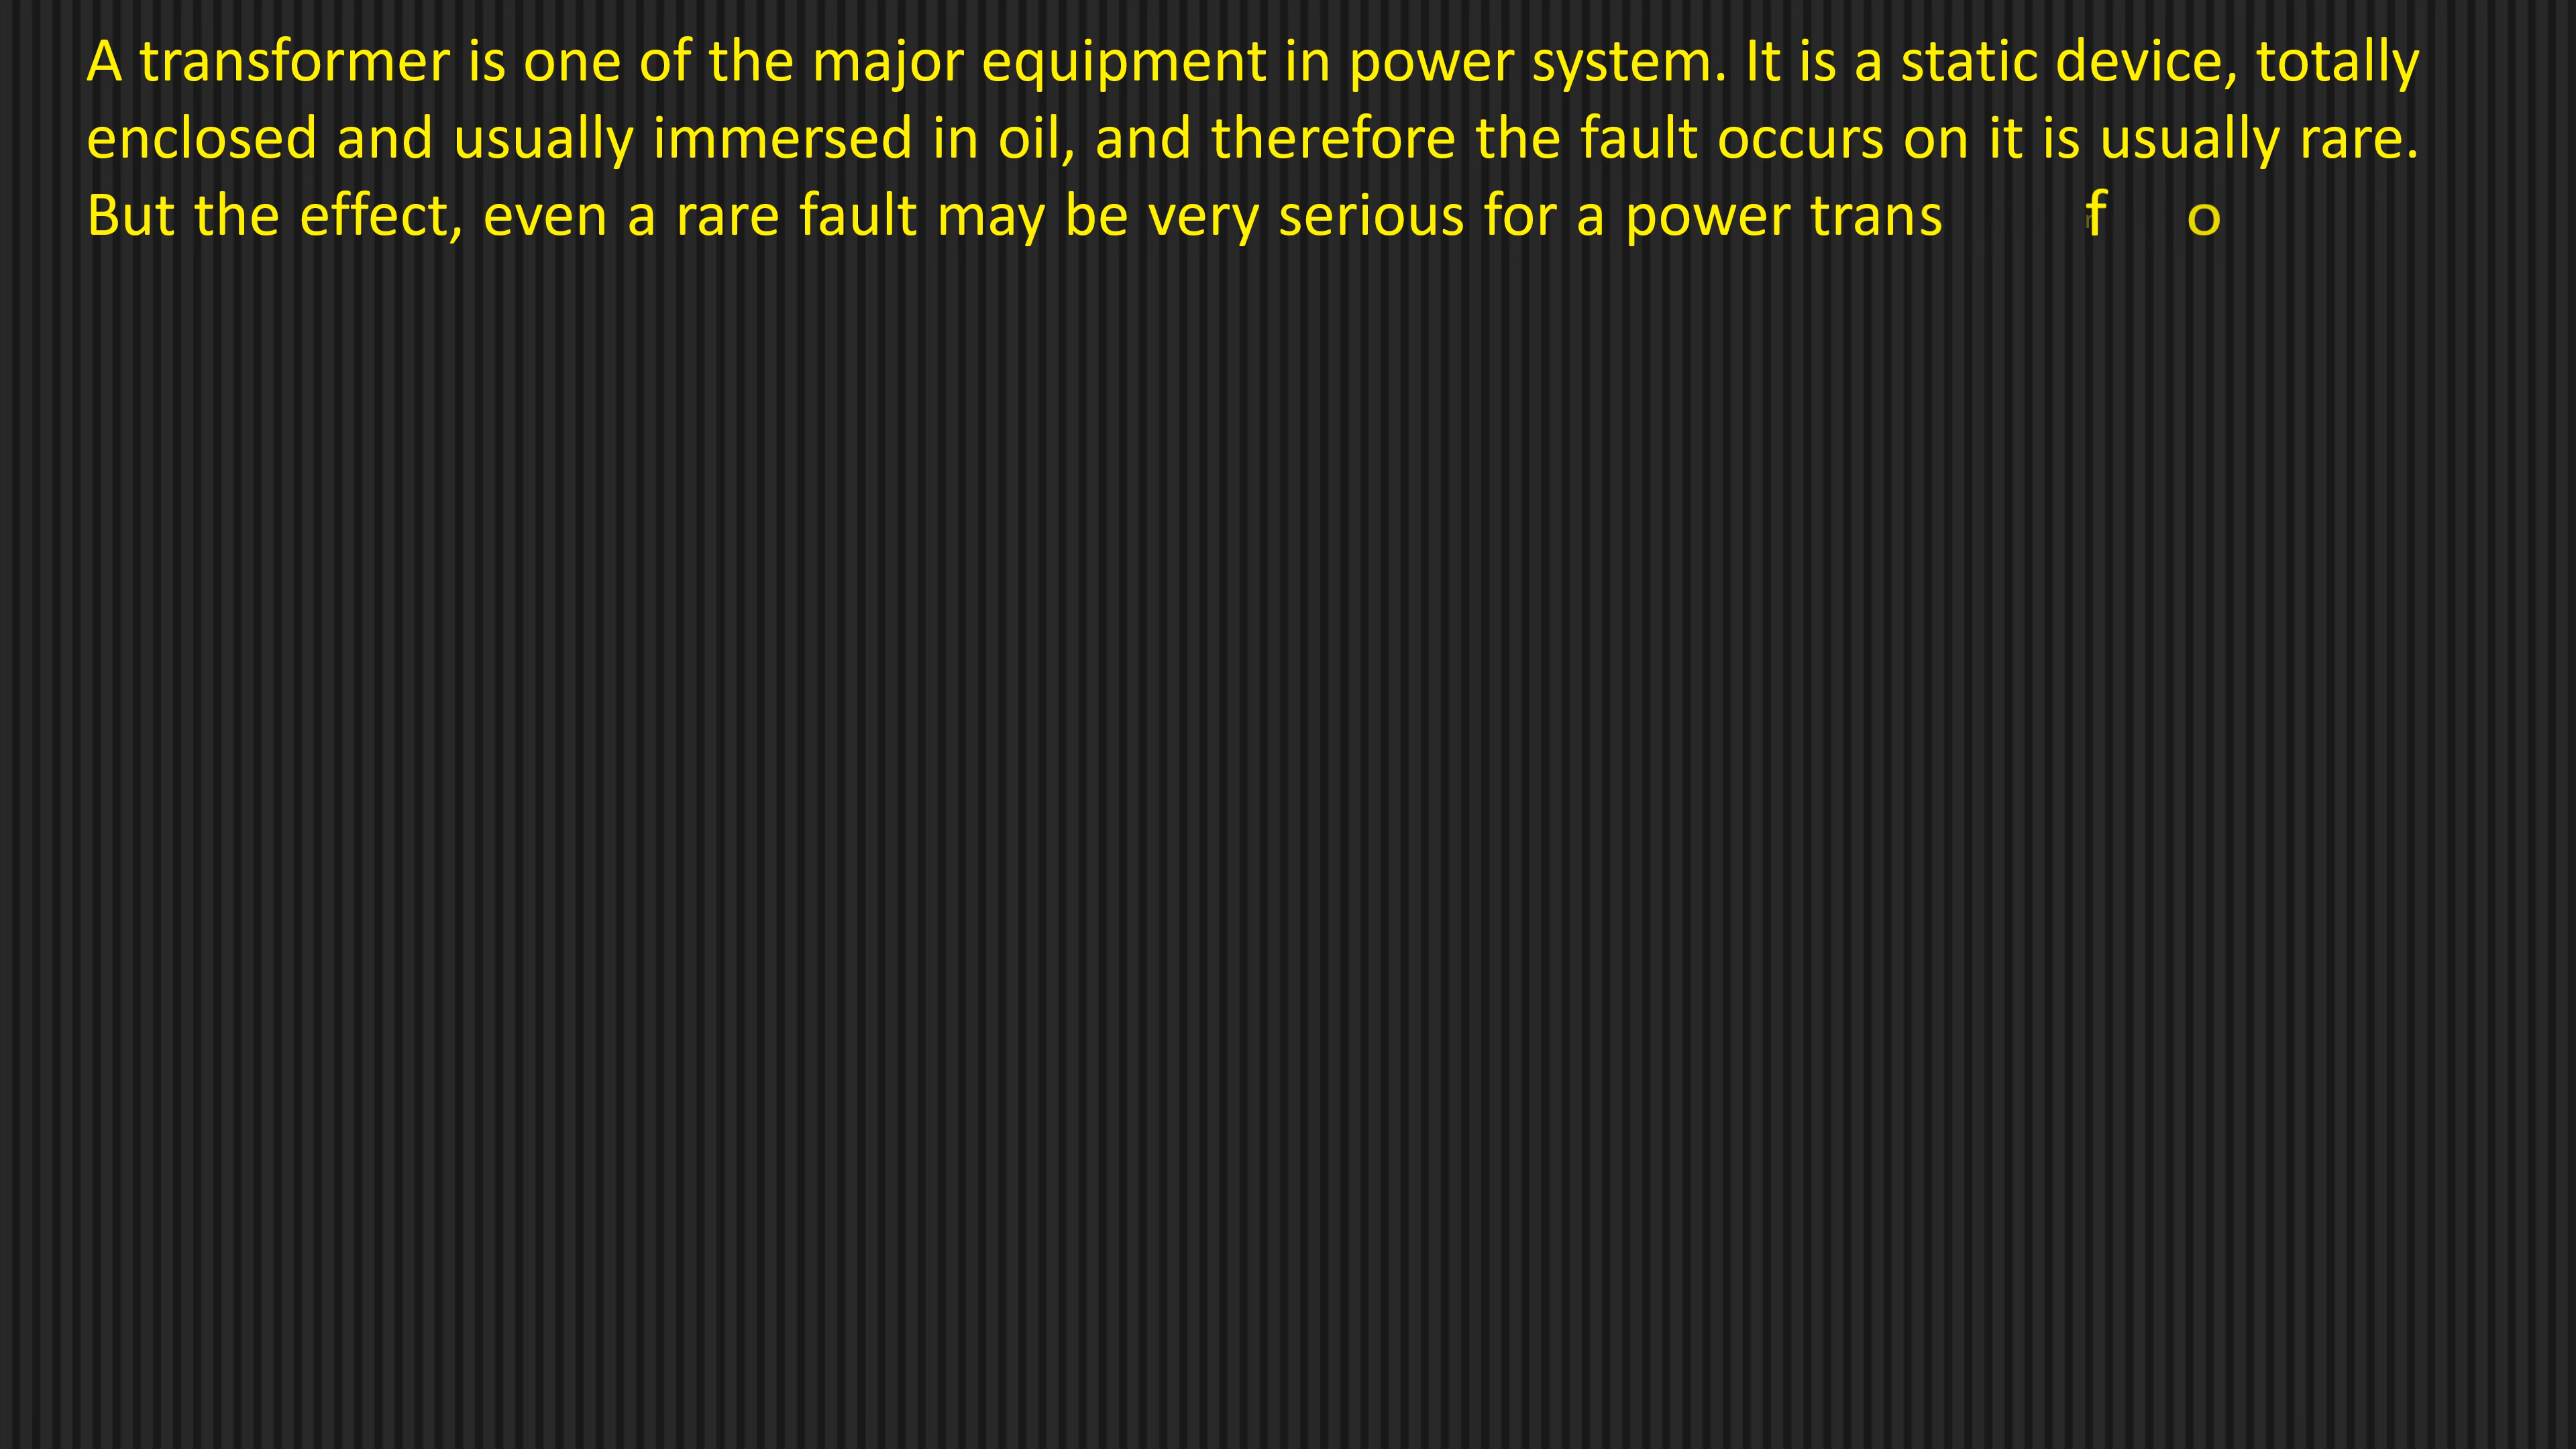 A transformer is one of the major equipment in power system. It is a static device, totally
enclosed and usually immersed in oil, and therefore the fault occurs on it is usually rare.
But the effect, even a rare fault may be very serious for a power trans f o